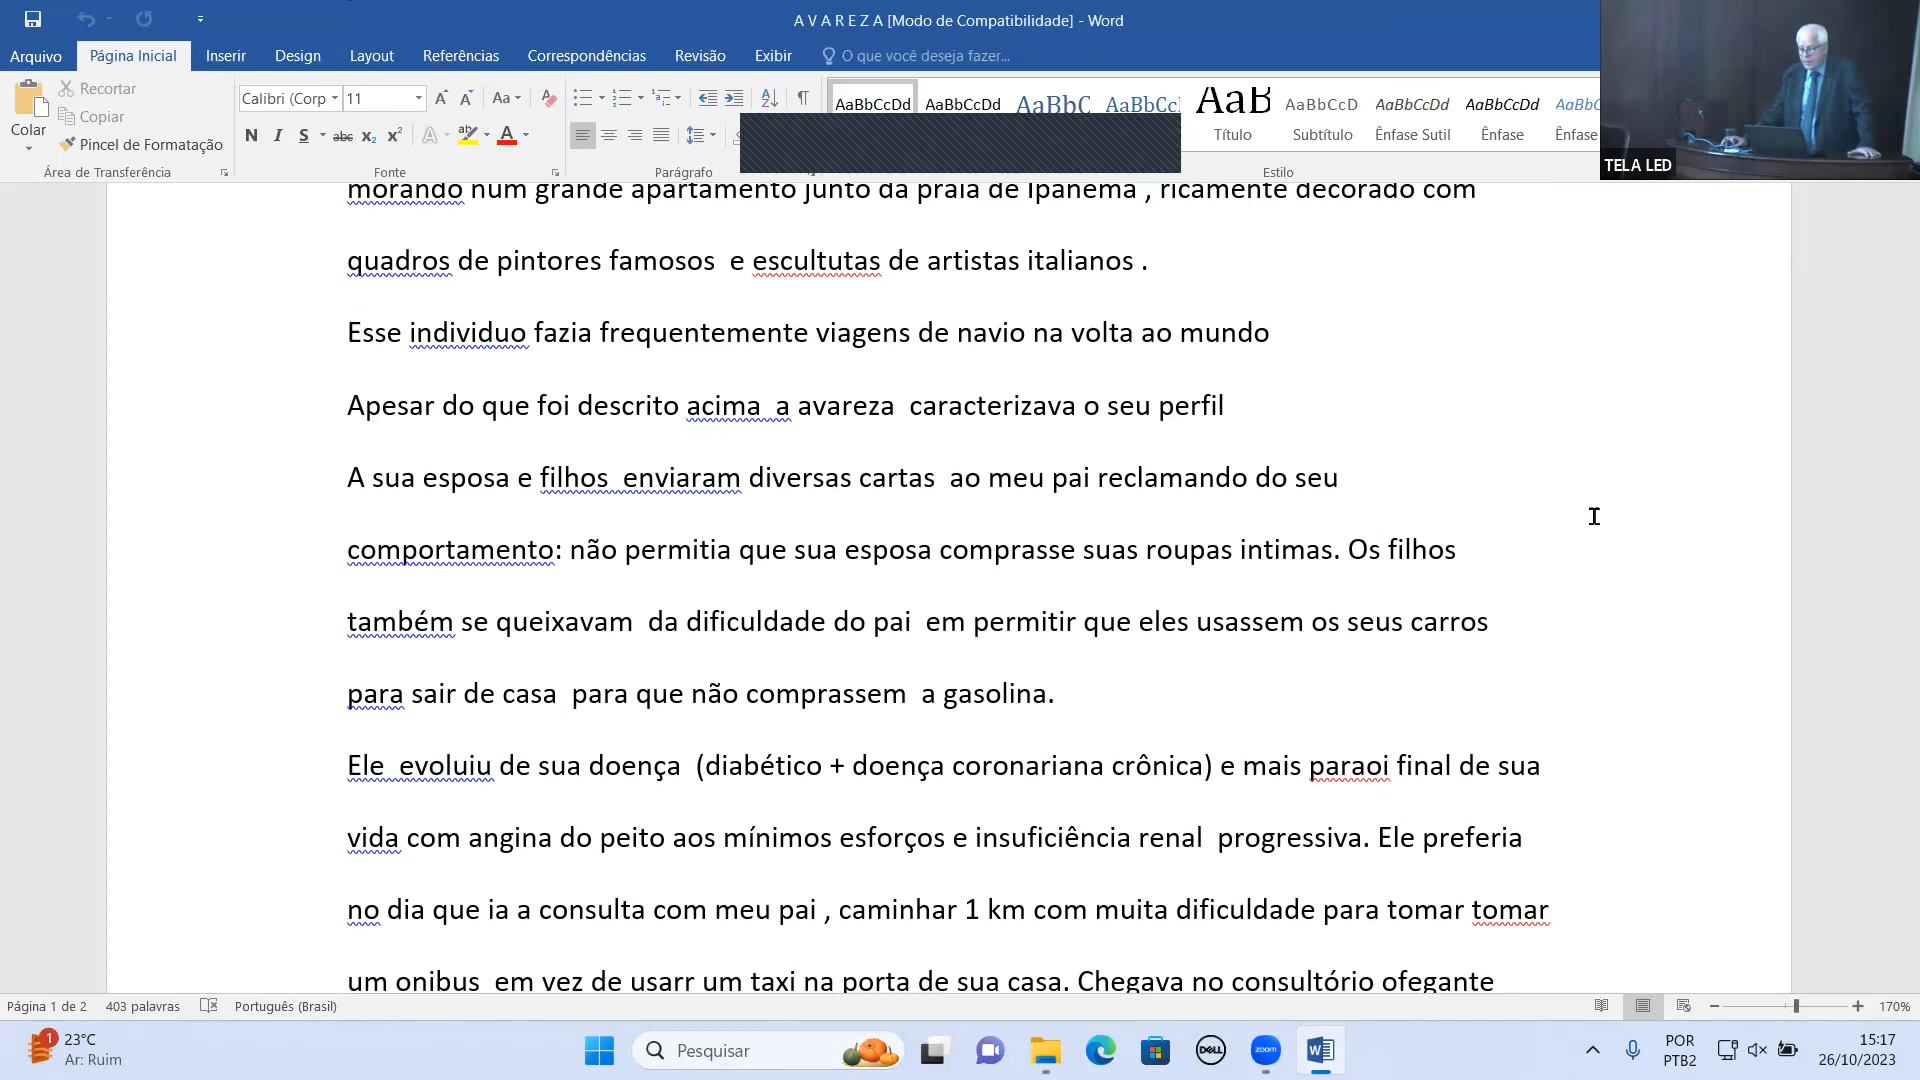 A V A R E Z A [Modo de Compatibilidade] - Word
Arquivo Página Inicial Inserir Design Layout Referências Correspondências Revisão Exibir O que você deseja fazer...
Colar
Recortar
Copiar
Pincel de Formatação
Área de Transferência
Calibri (Corp 11
Aa
N I S abc X₂ X² A A
Fonte
Parágrafo
AaBbCcDd AaBbCcDd AaBbC AaBbCc AaB AaBbCcD AaBbCcDd AaBbCcDd AaBbC
Título Subtítulo Ênfase Sutil Ênfase Ênfase
Estilo
TELA LED
morando num grande apartamento junto da praia de Ipanema , ricamente decorado com
quadros de pintores famosos e escultutas de artistas italianos .
Esse individuo fazia frequentemente viagens de navio na volta ao mundo
Apesar do que foi descrito acima a avareza caracterizava o seu perfil
A sua esposa e filhos enviaram diversas cartas ao meu pai reclamando do seu
comportamento: não permitia que sua esposa comprasse suas roupas intimas. Os filhos
também se queixavam da dificuldade do pai em permitir que eles usassem os seus carros
para sair de casa para que não comprassem a gasolina.
Ele evoluiu de sua doença (diabético + doença coronariana crônica) e mais paraoi final de sua
vida com angina do peito aos mínimos esforços e insuficiência renal progressiva. Ele preferia
no dia que ia a consulta com meu pai , caminhar 1 km com muita dificuldade para tomar tomar
um onibus em vez de usarr um taxi na porta de sua casa. Chegava no consultório ofegante
Página 1 de 2 403 palavras Português (Brasil) 170%
1
23°C
Ar: Ruim
Pesquisar
DELL
zoom
POR
PTB2
15:17
26/10/2023